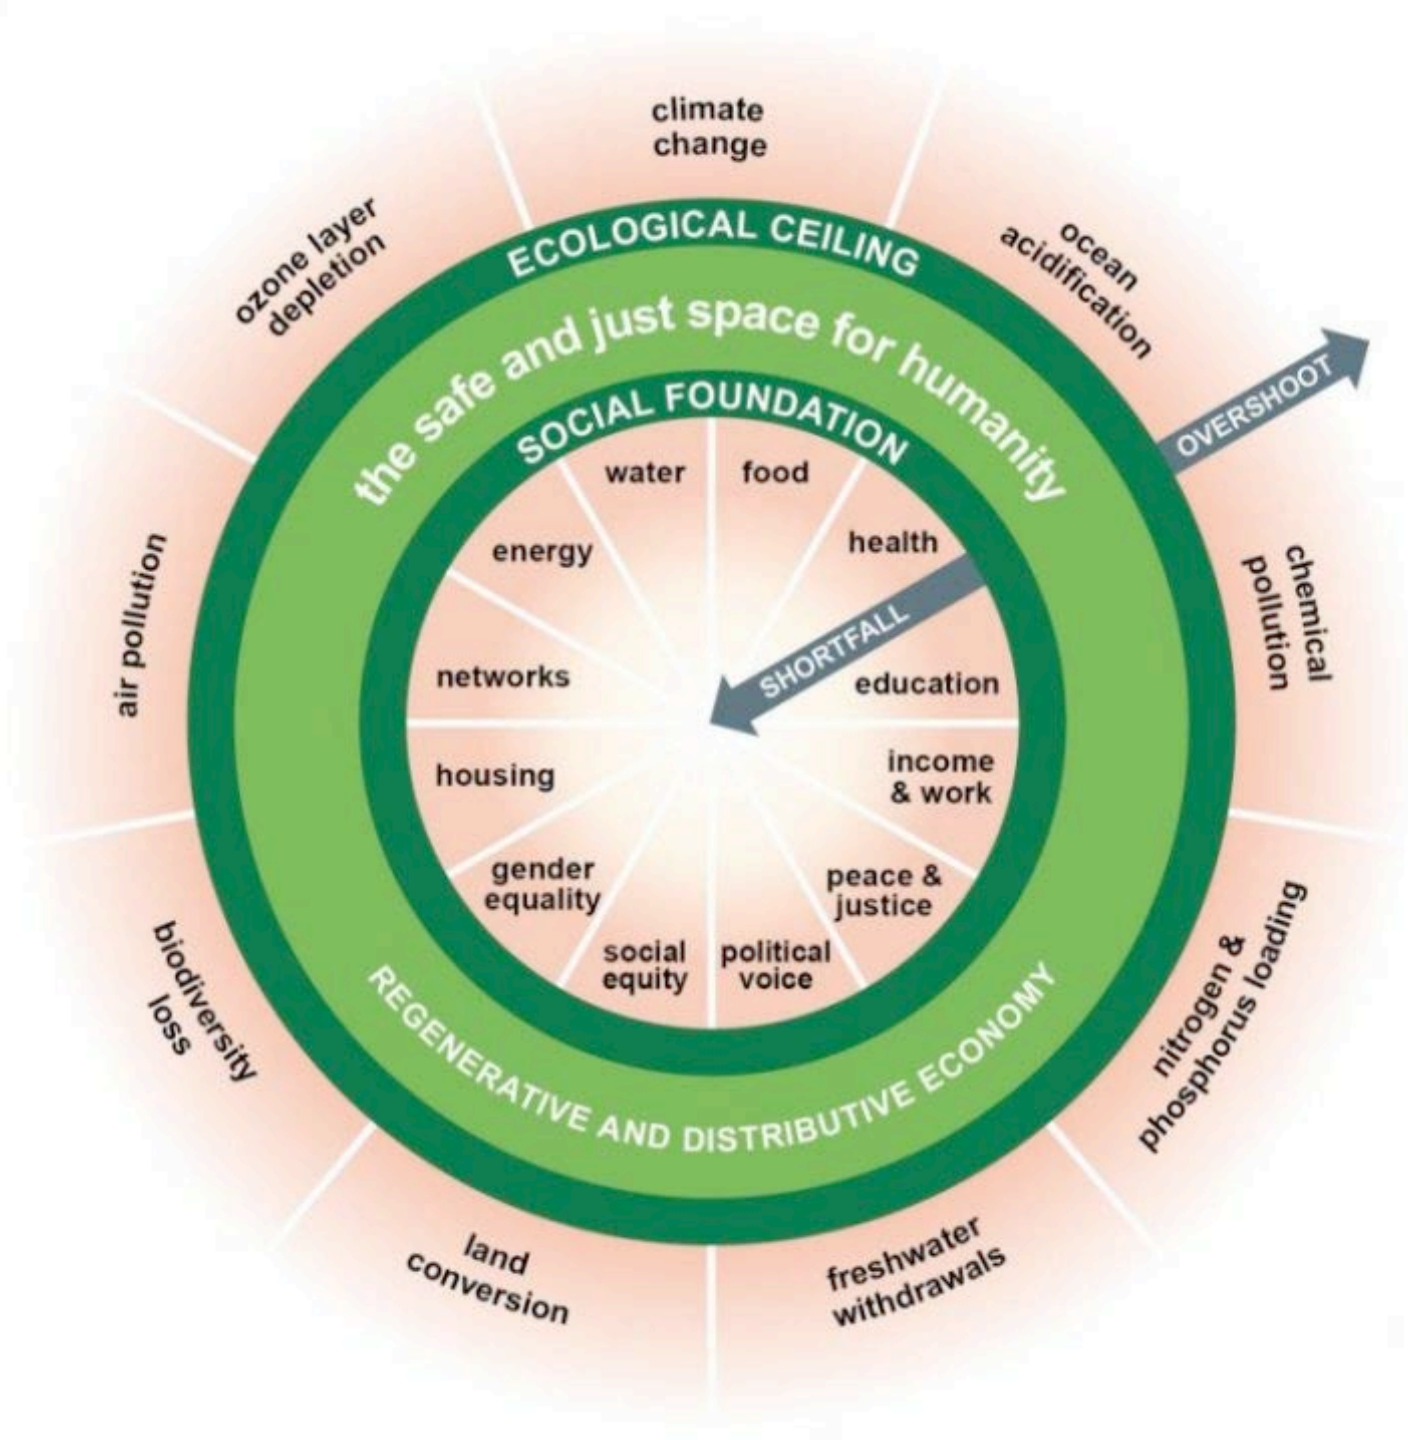 climate
change
ocean
acidification
OVERSHOOT
chemical
pollution
nitrogen &
phosphorus loading
freshwater
withdrawals
land
conversion
biodiversity
loss
air pollution
ozone layer
depletion
ECOLOGICAL CEILING
the safe and just space for humanity
SOCIAL FOUNDATION
water
food
health
SHORTFALL
education
income
& work
peace &
justice
political
voice
social
equity
gender
equality
housing
networks
energy
REGENERATIVE AND DISTRIBUTIVE ECONOMY